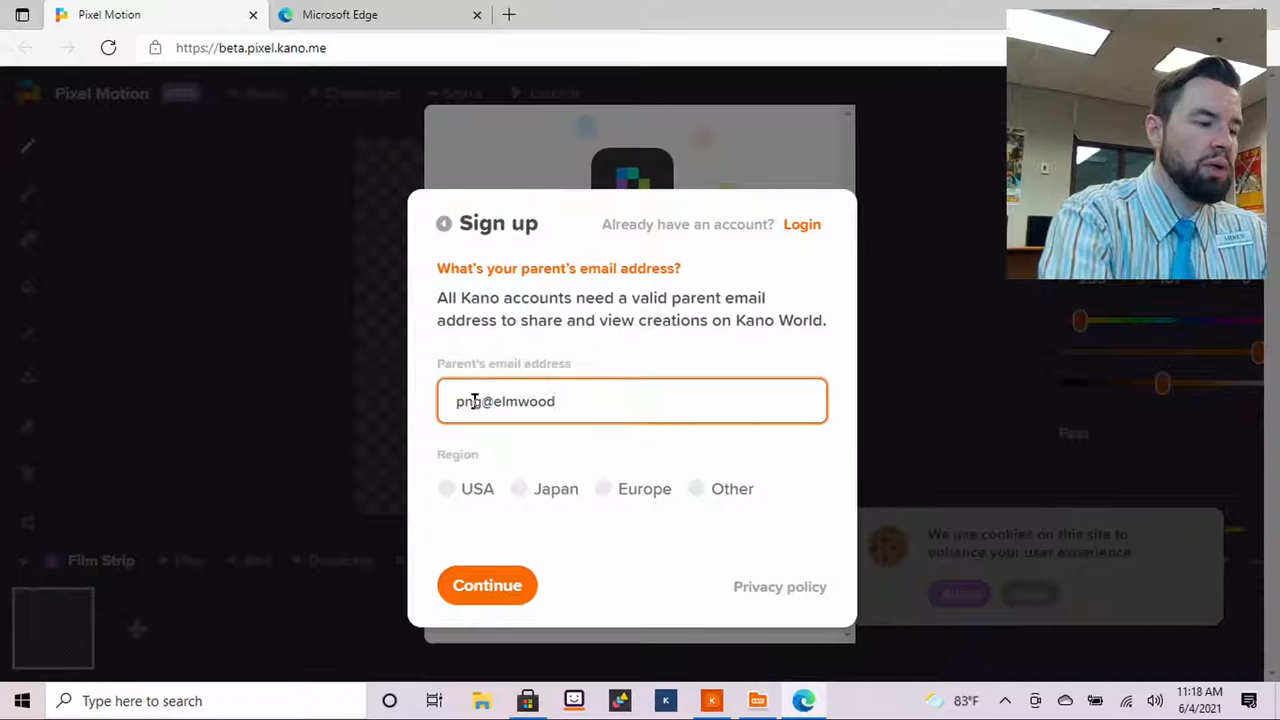 Pixel Motion
Microsoft Edge
https://beta.pixel.kano.me
Pixel Motion
Challenges
Sign up
Already have an account? Login
What's your parent's email address?
All Kano accounts need a valid parent email
address to share and view creations on Kano World.
Parent's email address
png@elmwood
Region
USA
Japan
Europe
Other
Continue
Privacy policy
We use cookies on this site to
enhance your user experience
Film Strip
Play
Type here to search
83°F
11:18 AM
6/4/2021